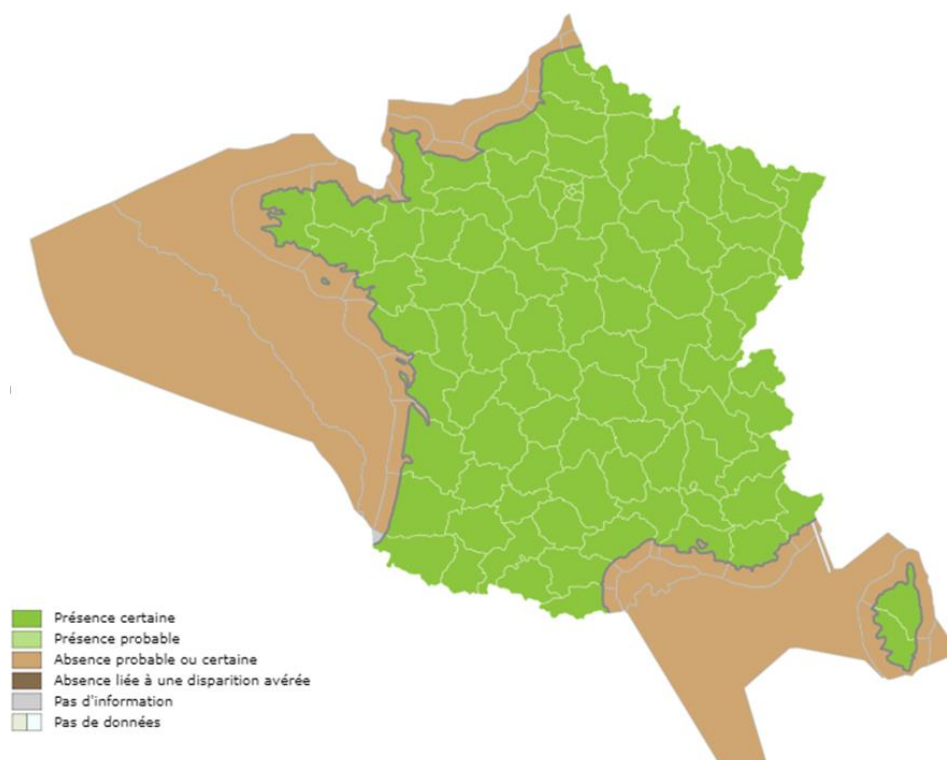 Présence certaine
Présence probable
Absence probable ou certaine
Absence liée à une disparition avérée
Pas d'information
Pas de données